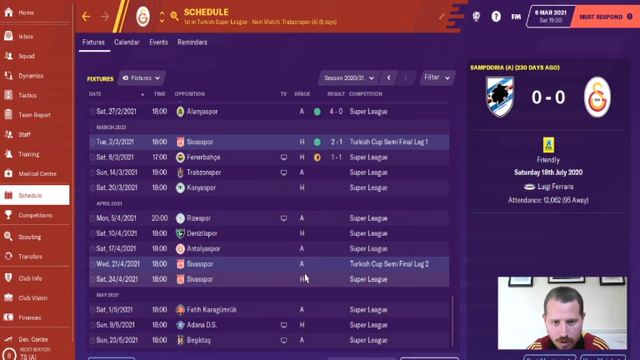 Home
SCHEDULE
1st in Turkish Super League - Next Match: Trabzonspor (A) (8 days)
FM
6 MAR 2021
Sat 19:00
MUST RESPOND
Inbox
Squad
Dynamics
Tactics
Team Report
Staff
Training
Medical Centre
Schedule
Competitions
Scouting
Transfers
Club Info
Club Vision
Finances
Dev. Centre
NEXT MATCH
TS (A)
Fixtures Calendar Events Reminders
FIXTURES Fixtures Season 2020/21 Filter
DATE TIME OPPOSITION TV VENUE RESULT COMPETITION
Sat, 27/2/2021 18:00 Alanyaspor A 4-0 Super League
MARCH 2021
Tue, 2/3/2021 18:00 Sivasspor H 2-1 Turkish Cup Semi Final Leg 1
Sat, 6/3/2021 17:00 Fenerbahçe H 1-1 Super League
Sun, 14/3/2021 19:00 Trabzonspor A Super League
Sat, 20/3/2021 18:00 Konyaspor H Super League
APRIL 2021
Mon, 5/4/2021 20:00 Rizespor A Super League
Sat, 10/4/2021 18:00 Denizlispor H Super League
Sat, 17/4/2021 18:00 Antalyaspor A Super League
Wed, 21/4/2021 18:00 Sivasspor A Turkish Cup Semi Final Leg 2
Sat, 24/4/2021 18:00 Sivasspor H Super League
MAY 2021
Sat, 1/5/2021 18:00 Fatih Karagümrük A Super League
Sun, 9/5/2021 18:00 Adana D.S. H Super League
Sun, 23/5/2021 18:00 Beşiktaş A Super League
SAMPDORIA (A) (230 DAYS AGO)
0 - 0
Friendly
Saturday 18th July 2020
Luigi Ferraris
Attendance: 12,062 (95 Away)